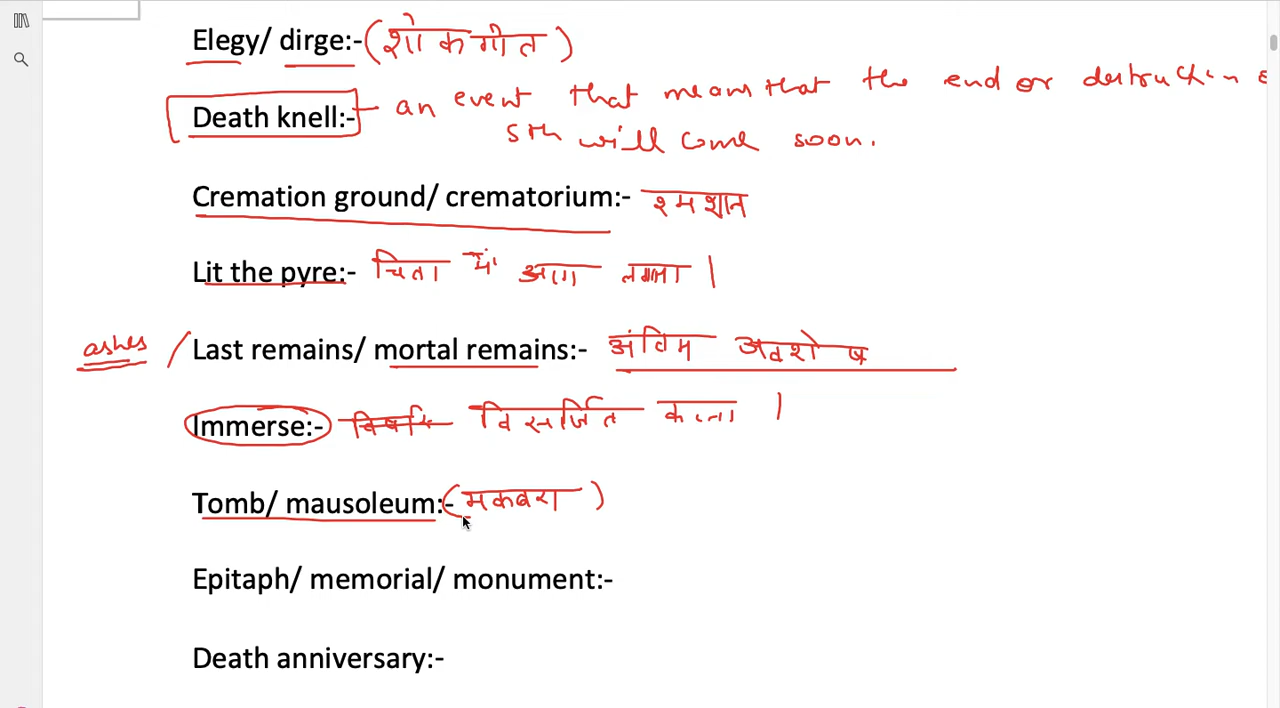 Elegy/ dirge:- (शोक गीत)
Death knell:- an event that means that the end or destruction
sth will come soon.
Cremation ground/ crematorium:- श्मशान
Lit the pyre:- चिता में आग लगाना |
ashes / Last remains/ mortal remains:- अंतिम अवशेष
Immerse:- विसर्जित करना |
Tomb/ mausoleum:- (मकबरा)
Epitaph/ memorial/ monument:-
Death anniversary:-